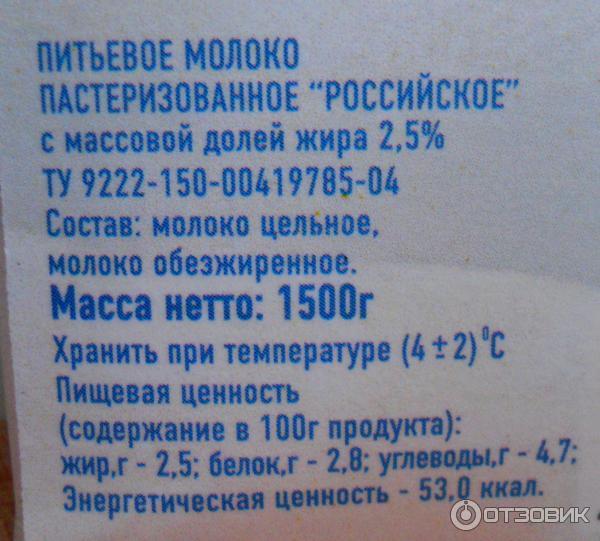 ПИТЬЕВОЕ МОЛОКО
ПАСТЕРИЗОВАННОЕ “РОССИЙСКОЕ”
с массовой долей жира 2,5%
ТУ 9222-150-00419785-04
Состав: молоко цельное,
молоко обезжиренное.
Масса нетто: 1500г
Хранить при температуре (4 ± 2) °С
Пищевая ценность
(содержание в 100г продукта):
жир,г - 2,5; белок,г - 2,8; углеводы,г - 4,7;
Энергетическая ценность - 53,0 ккал.
ОТЗОВИК